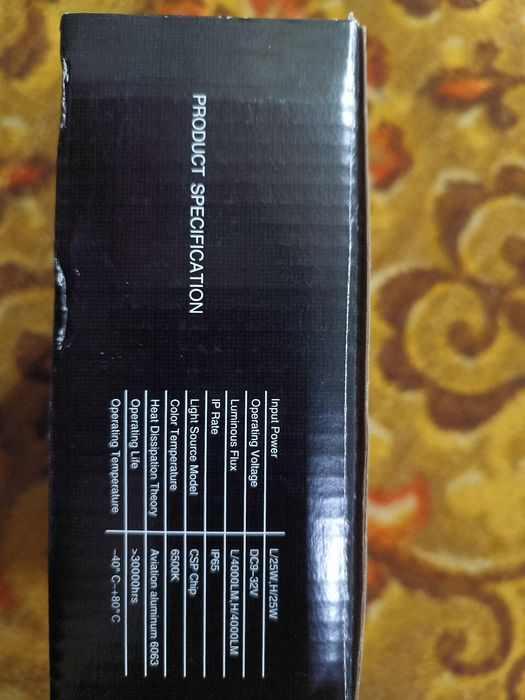 PRODUCT SPECIFICATION
Input Power L/25W,H/25W
Operating Voltage DC9-32V
Luminous Flux L/4000LM,H/4000LM
IP Rate IP65
Light Source Model CSP Chip
Color Temperature 6500K
Heat Dissipation Theory Aviation aluminum 6063
Operating Life >30000hrs
Operating Temperature -40° C-+80° C